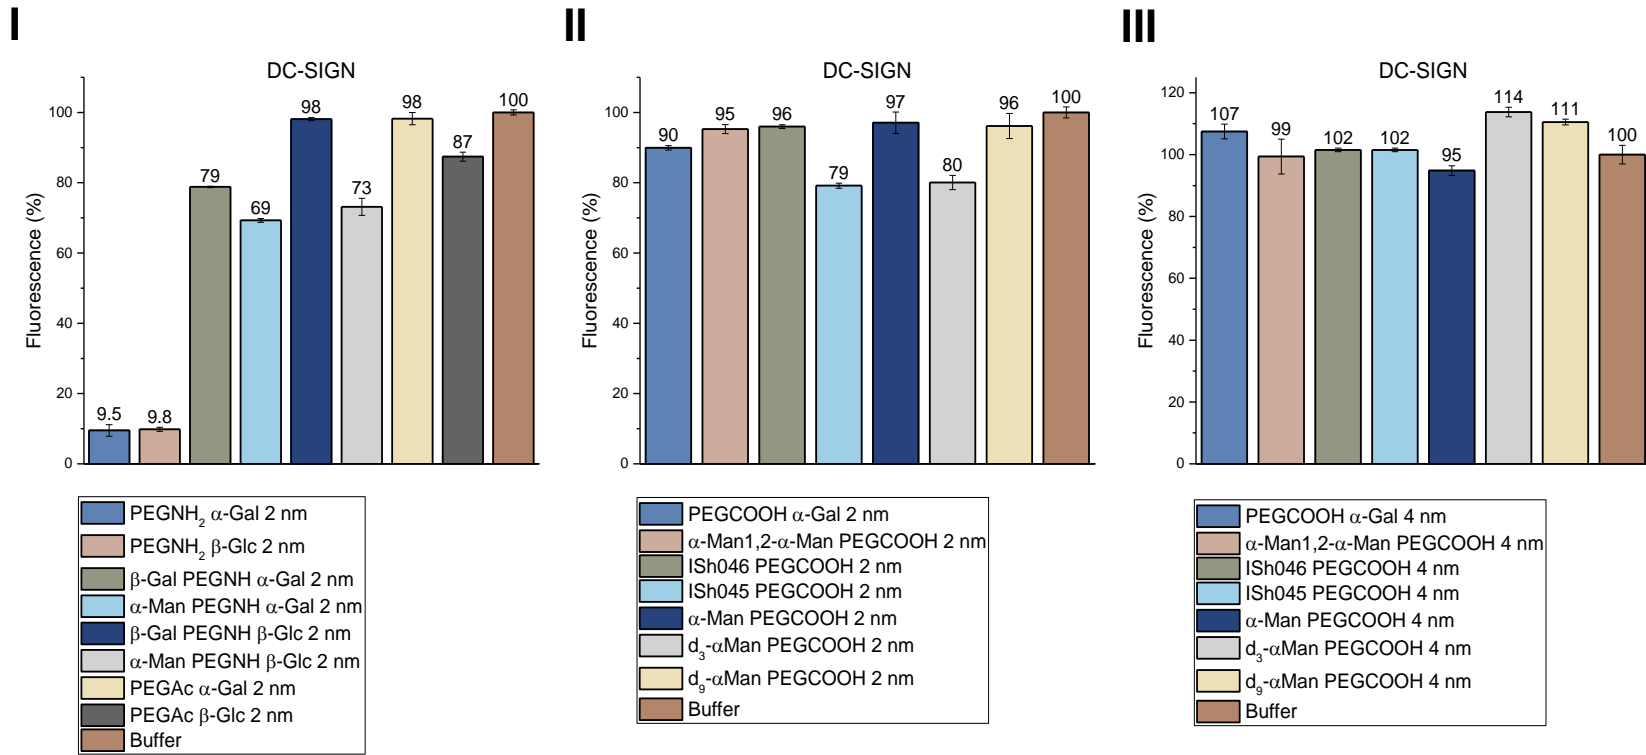 I
DC-SIGN
Fluorescence (%)
100
80
60
40
20
0
9.5
9.8
79
69
98
73
98
87
100
PEGNH2 α-Gal 2 nm
PEGNH2 β-Glc 2 nm
β-Gal PEGNH α-Gal 2 nm
α-Man PEGNH α-Gal 2 nm
β-Gal PEGNH β-Glc 2 nm
α-Man PEGNH β-Glc 2 nm
PEGAc α-Gal 2 nm
PEGAc β-Glc 2 nm
Buffer
II
DC-SIGN
Fluorescence (%)
100
80
60
40
20
0
90
95
96
79
97
80
96
100
PEGCOOH α-Gal 2 nm
α-Man1,2-α-Man PEGCOOH 2 nm
ISh046 PEGCOOH 2 nm
ISh045 PEGCOOH 2 nm
α-Man PEGCOOH 2 nm
d3-αMan PEGCOOH 2 nm
d9-αMan PEGCOOH 2 nm
Buffer
III
DC-SIGN
Fluorescence (%)
120
100
80
60
40
20
0
107
99
102
102
95
114
111
100
PEGCOOH α-Gal 4 nm
α-Man1,2-α-Man PEGCOOH 4 nm
ISh046 PEGCOOH 4 nm
ISh045 PEGCOOH 4 nm
α-Man PEGCOOH 4 nm
d3-αMan PEGCOOH 4 nm
d9-αMan PEGCOOH 4 nm
Buffer